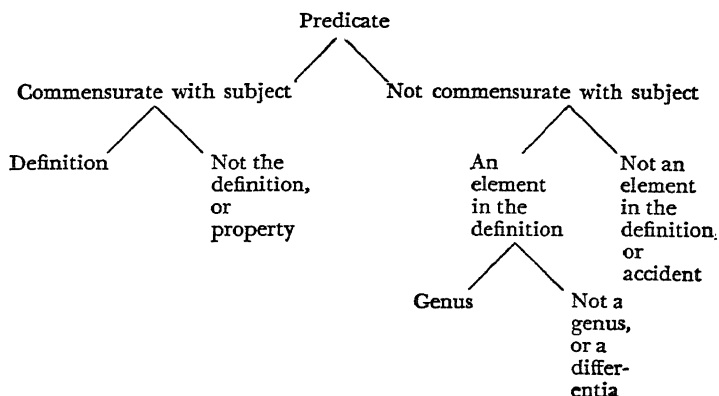 Predicate
Commensurate with subject
Not commensurate with subject
Definition
Not the
definition,
or
property
An
element
in the
definition
Not an
element
in the
definition,
or
accident
Genus
Not a
genus,
or a
differ-
entia